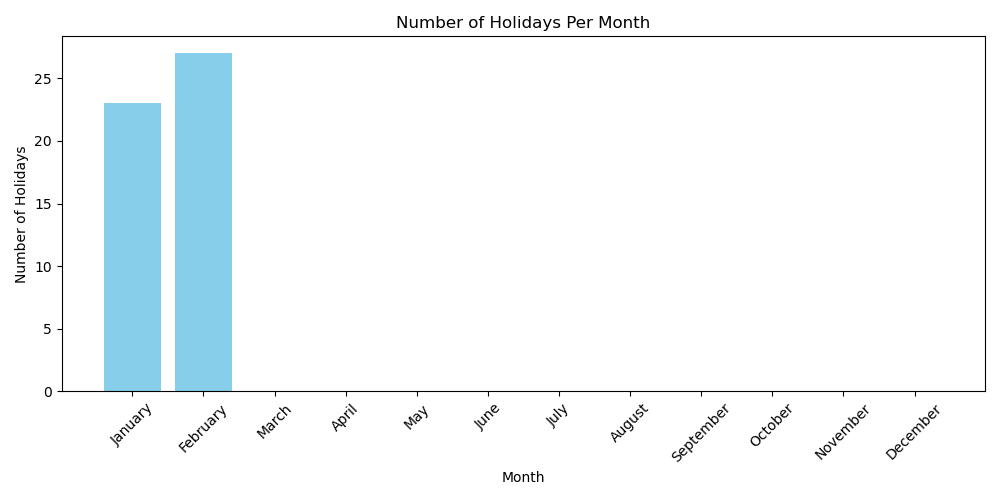 Number of Holidays Per Month
Number of Holidays
25
20
15
10
5
0
January
February
March
April
May
June
July
August
September
October
November
December
Month